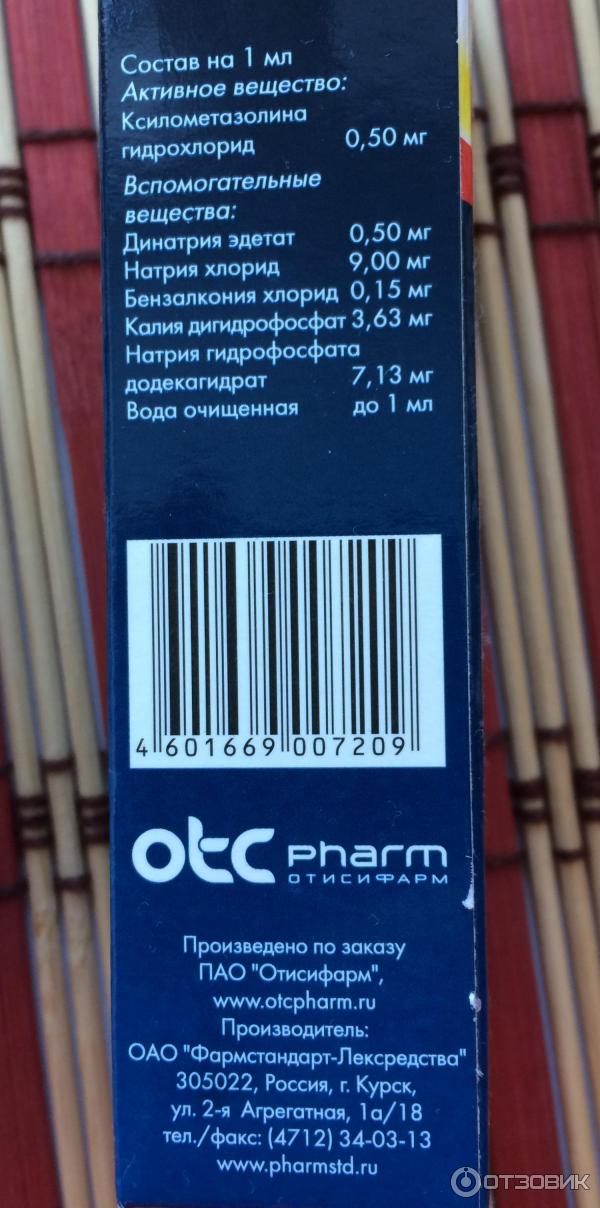 Состав на 1 мл
Активное вещество:
Ксилометазолина
гидрохлорид 0,50 мг
Вспомогательные
вещества:
Динатрия эдетат 0,50 мг
Натрия хлорид 9,00 мг
Бензалкония хлорид 0,15 мг
Калия дигидрофосфат 3,63 мг
Натрия гидрофосфата
додекагидрат 7,13 мг
Вода очищенная до 1 мл
4 601669 007209
otc pharm
ОТИСИФАРМ
Произведено по заказу
ПАО "Отисифарм",
www.otcpharm.ru
Производитель:
ОАО "Фармстандарт-Лексредства"
305022, Россия, г. Курск,
ул. 2-я Агрегатная, 1а/18
тел./факс: (4712) 34-03-13
www.pharmstd.ru
ОТЗОВИК